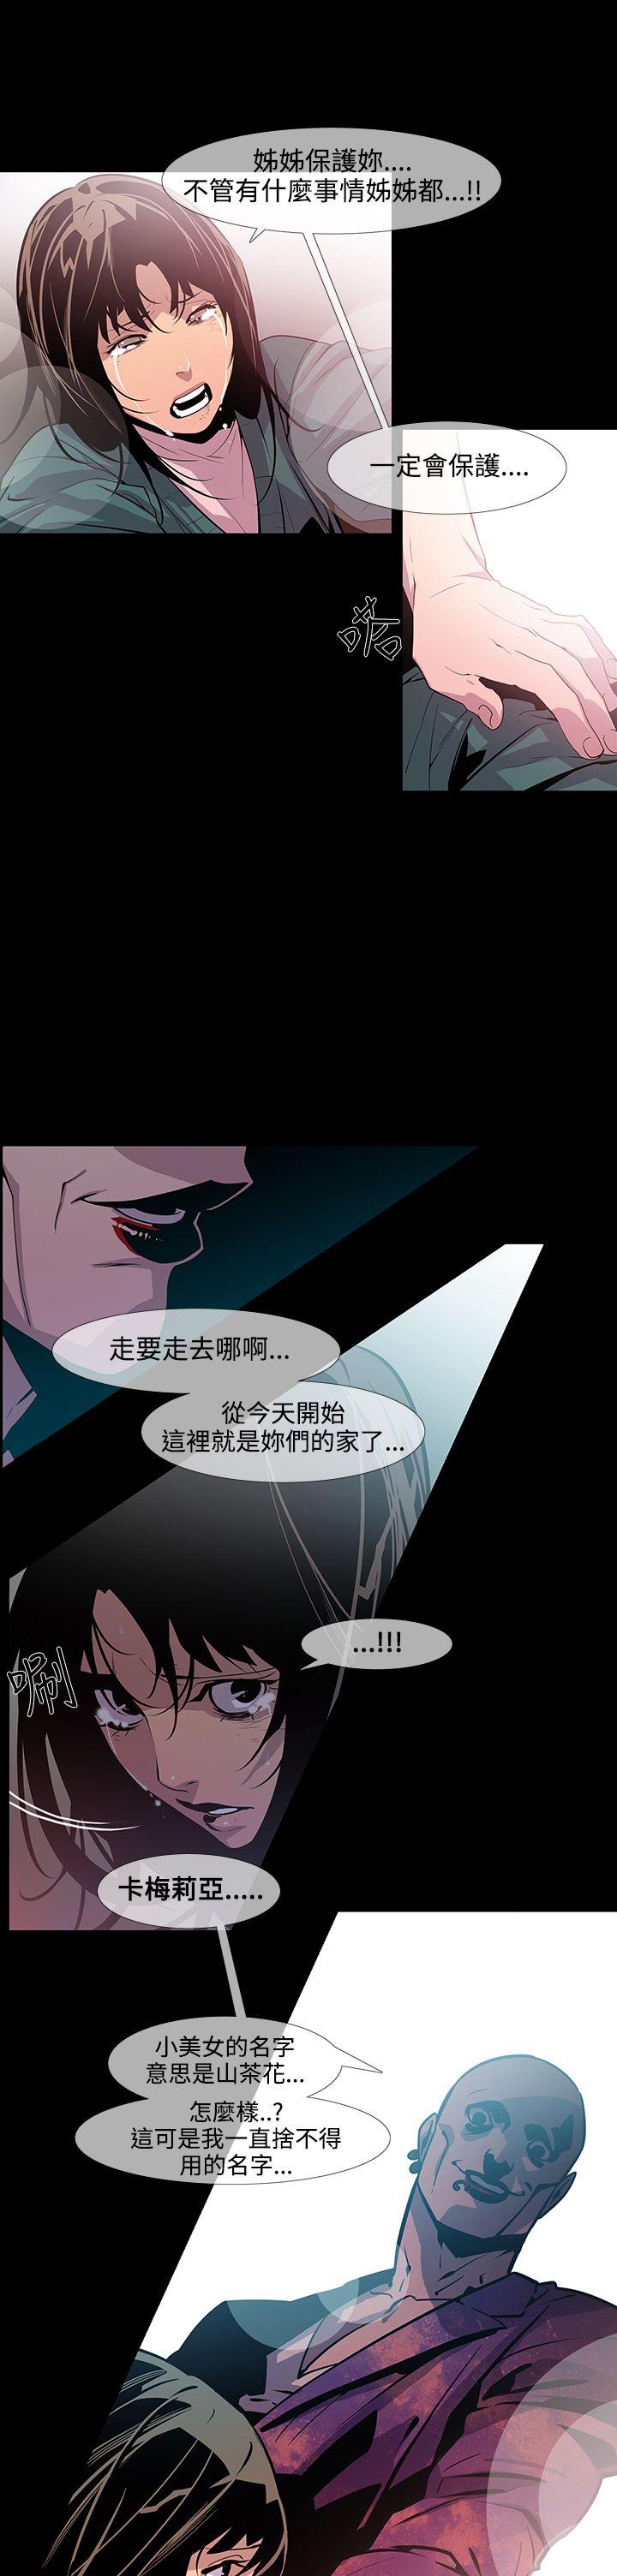 姊姊保護妳....
不管有什麼事情姊姊都...!!
一定會保護....
喀
走要走去哪啊...
從今天開始
這裡就是妳們的家了...
...!!!
唰
卡梅莉亞.....
小美女的名字
意思是山茶花...
怎麼樣..?
這可是我一直捨不得
用的名字...